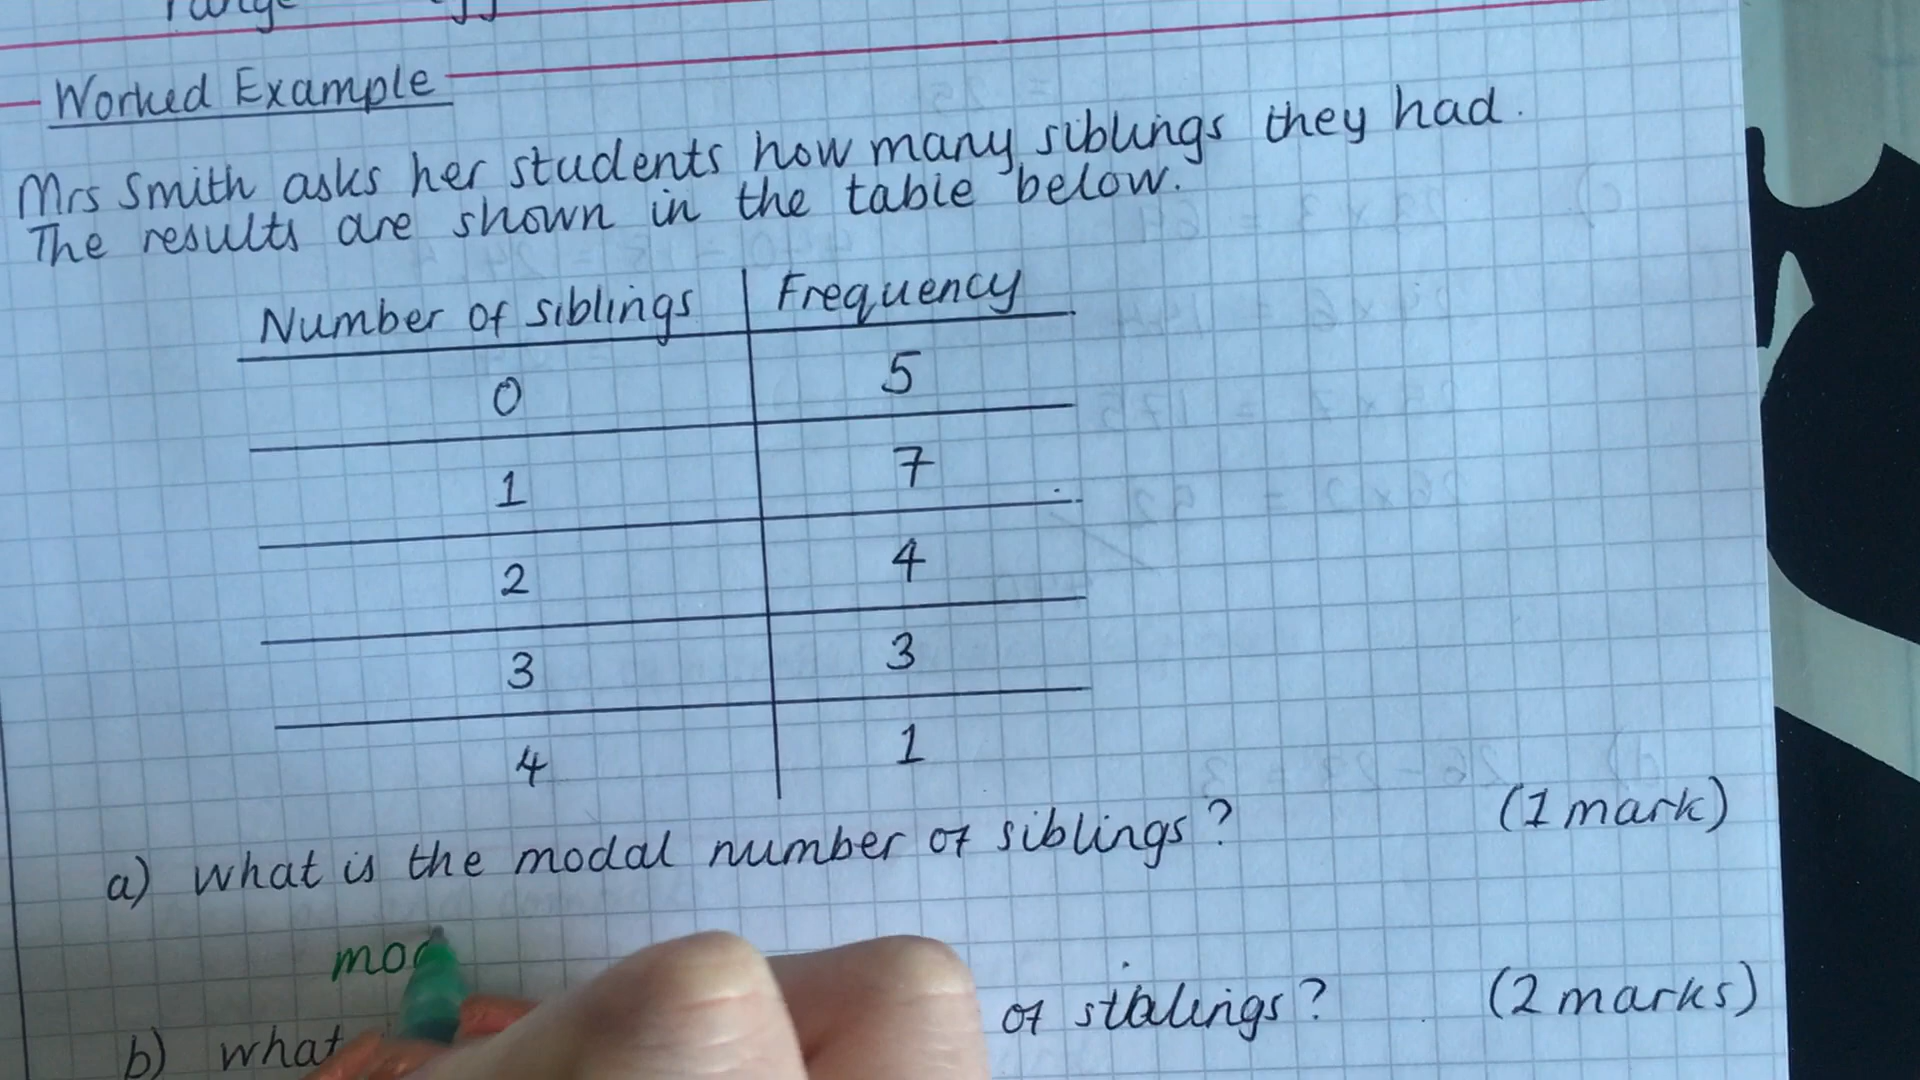 range
Worked Example
Mrs Smith asks her students how many siblings they had.
The results are shown in the table below.
Number of siblings Frequency
0 5
1 7
2 4
3 3
4 1
a) what is the modal number of siblings? (1 mark)
mod
b) what of siblings? (2 marks)